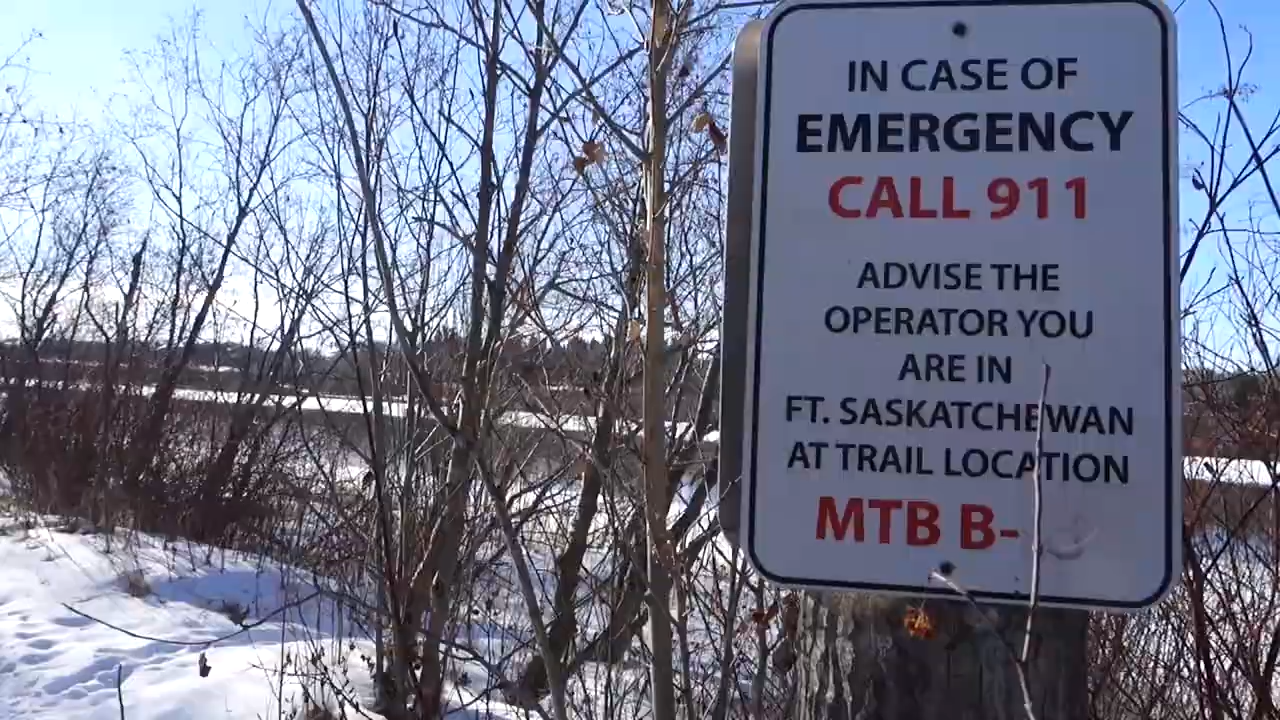 IN CASE OF
EMERGENCY
CALL 911
ADVISE THE
OPERATOR YOU
ARE IN
FT. SASKATCHEWAN
AT TRAIL LOCATION
MTB B-